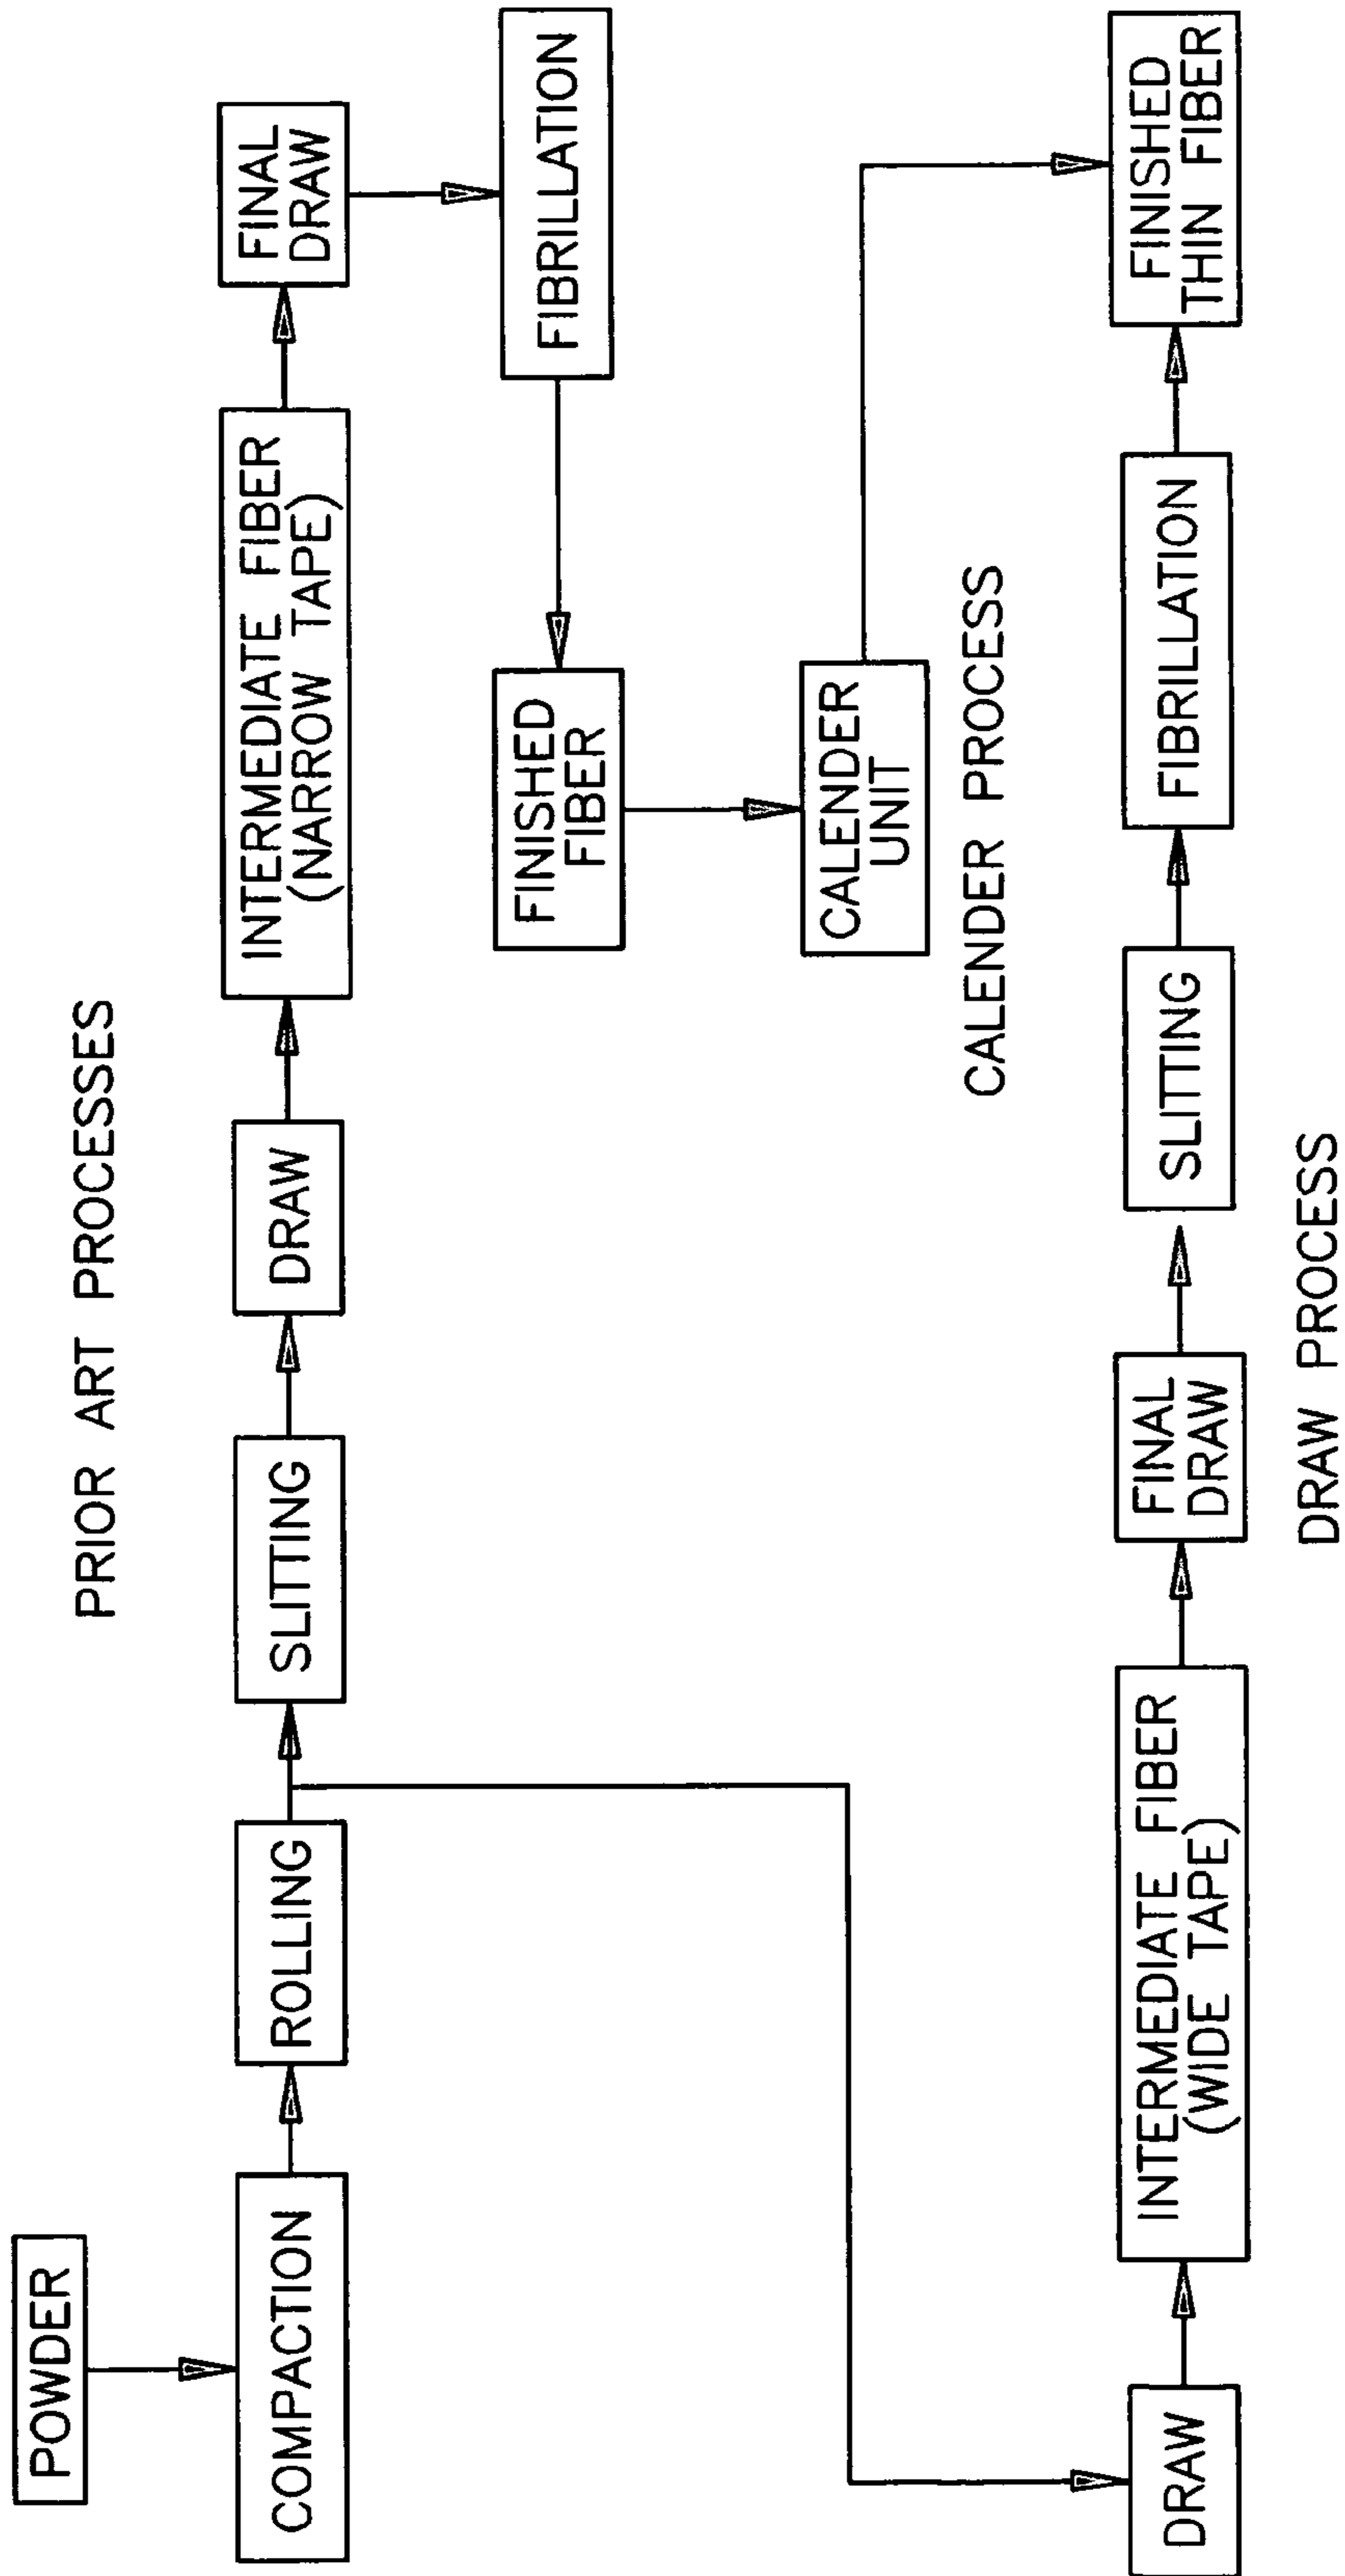 PRIOR ART PROCESSES
POWDER
COMPACTION
ROLLING
SLITTING
DRAW
INTERMEDIATE FIBER
(NARROW TAPE)
FINAL
DRAW
FIBRILLATION
FINISHED
FIBER
CALENDER
UNIT
CALENDER PROCESS
DRAW
INTERMEDIATE FIBER
(WIDE TAPE)
FINAL
DRAW
SLITTING
FIBRILLATION
FINISHED
THIN FIBER
DRAW PROCESS